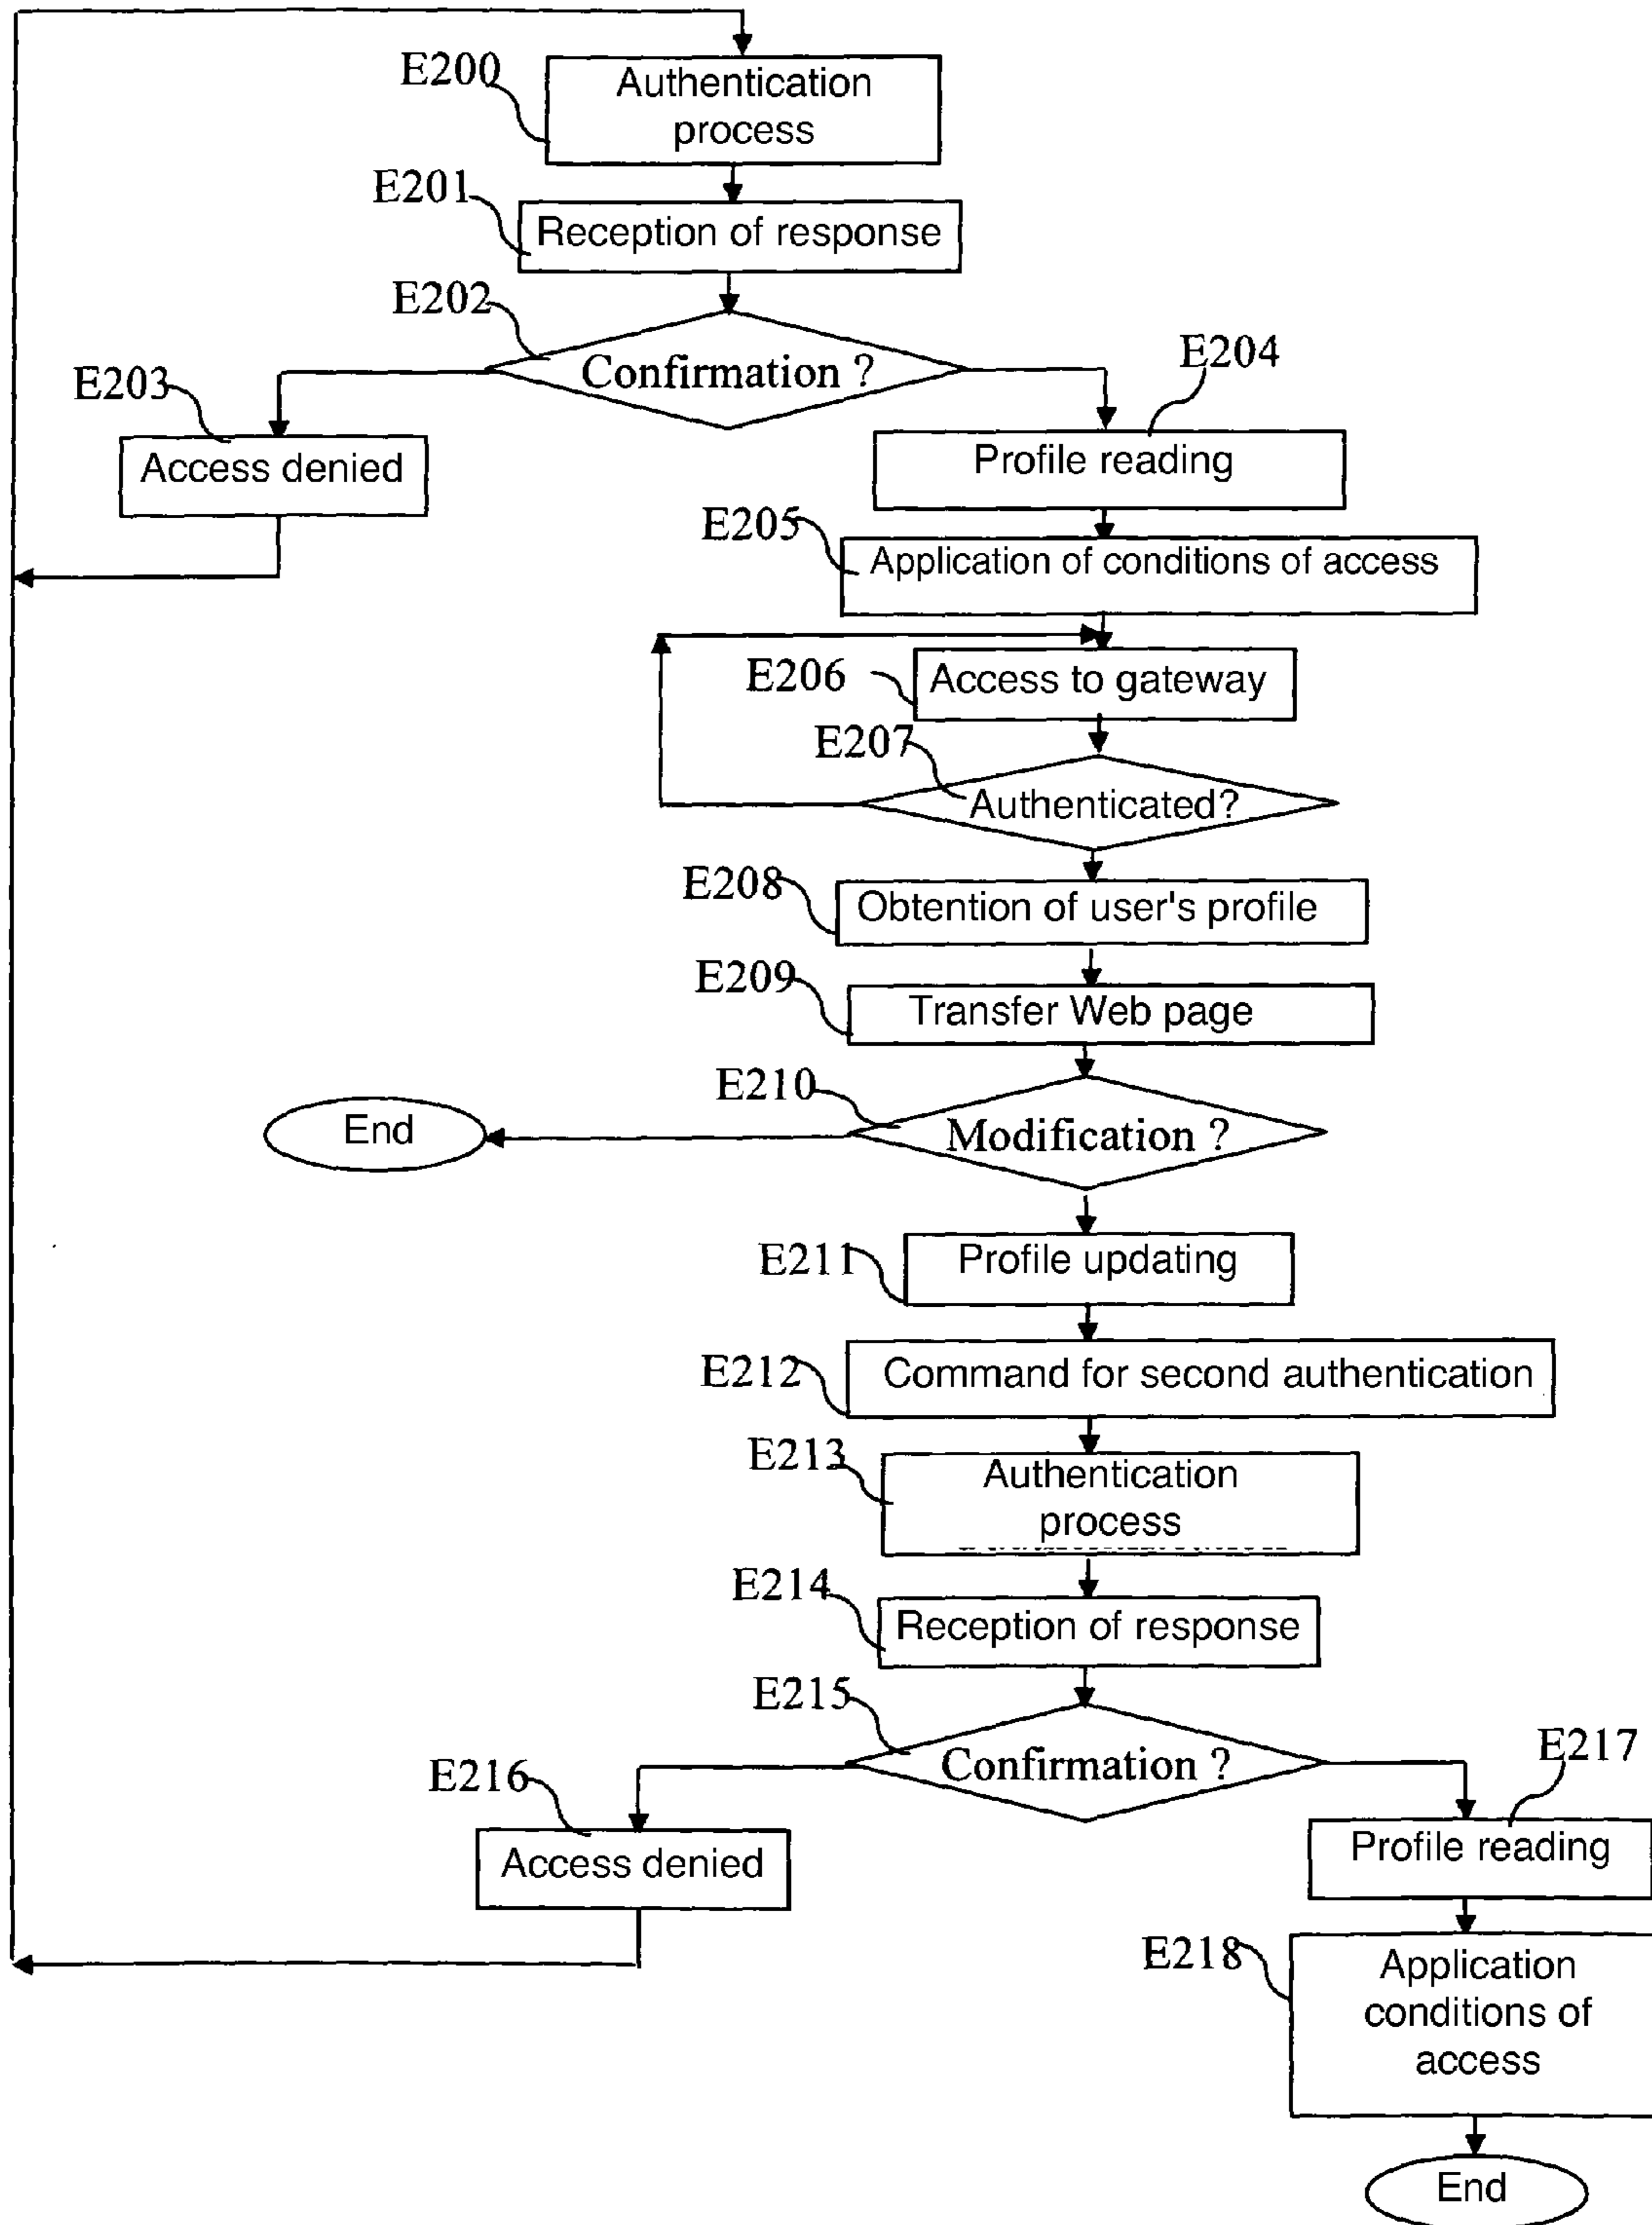 E200
Authentication
process
E201
Reception of response
E202
Confirmation ?
E203
Access denied
E204
Profile reading
E205
Application of conditions of access
E206
Access to gateway
E207
Authenticated?
E208
Obtention of user's profile
E209
Transfer Web page
E210
Modification ?
End
E211
Profile updating
E212
Command for second authentication
E213
Authentication
process
E214
Reception of response
E215
Confirmation ?
E216
Access denied
E217
Profile reading
E218
Application
conditions of
access
End